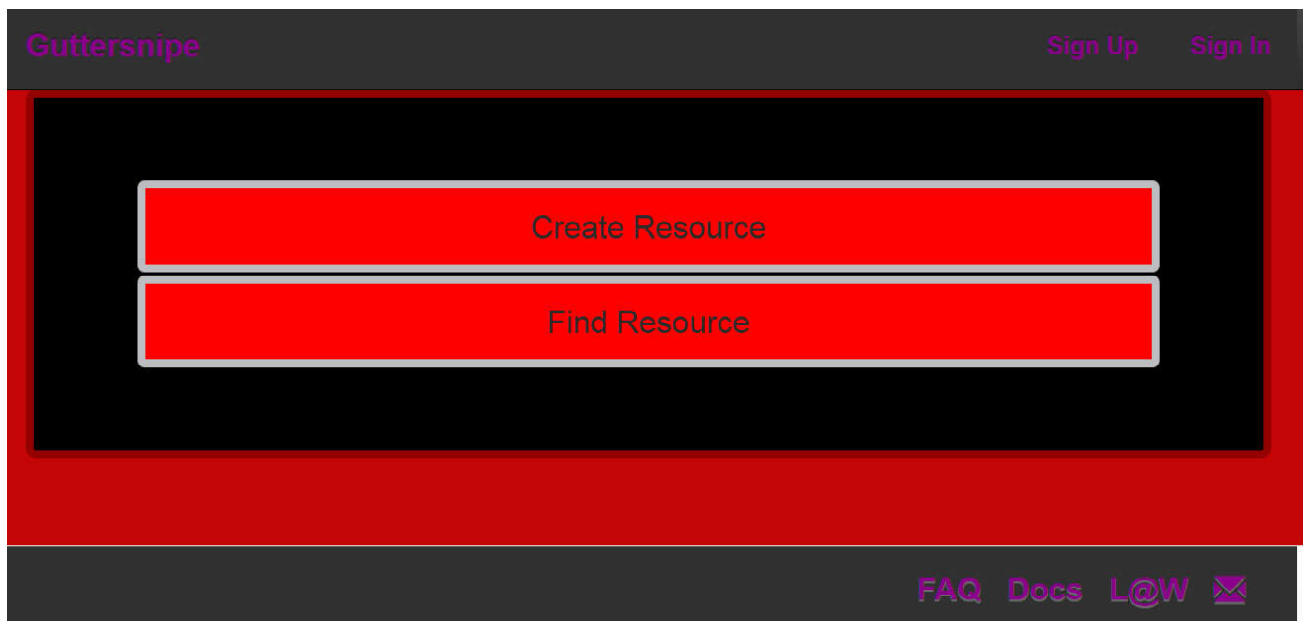 Guttersnipe Sign Up Sign In
Create Resource
Find Resource
FAQ Docs L@W